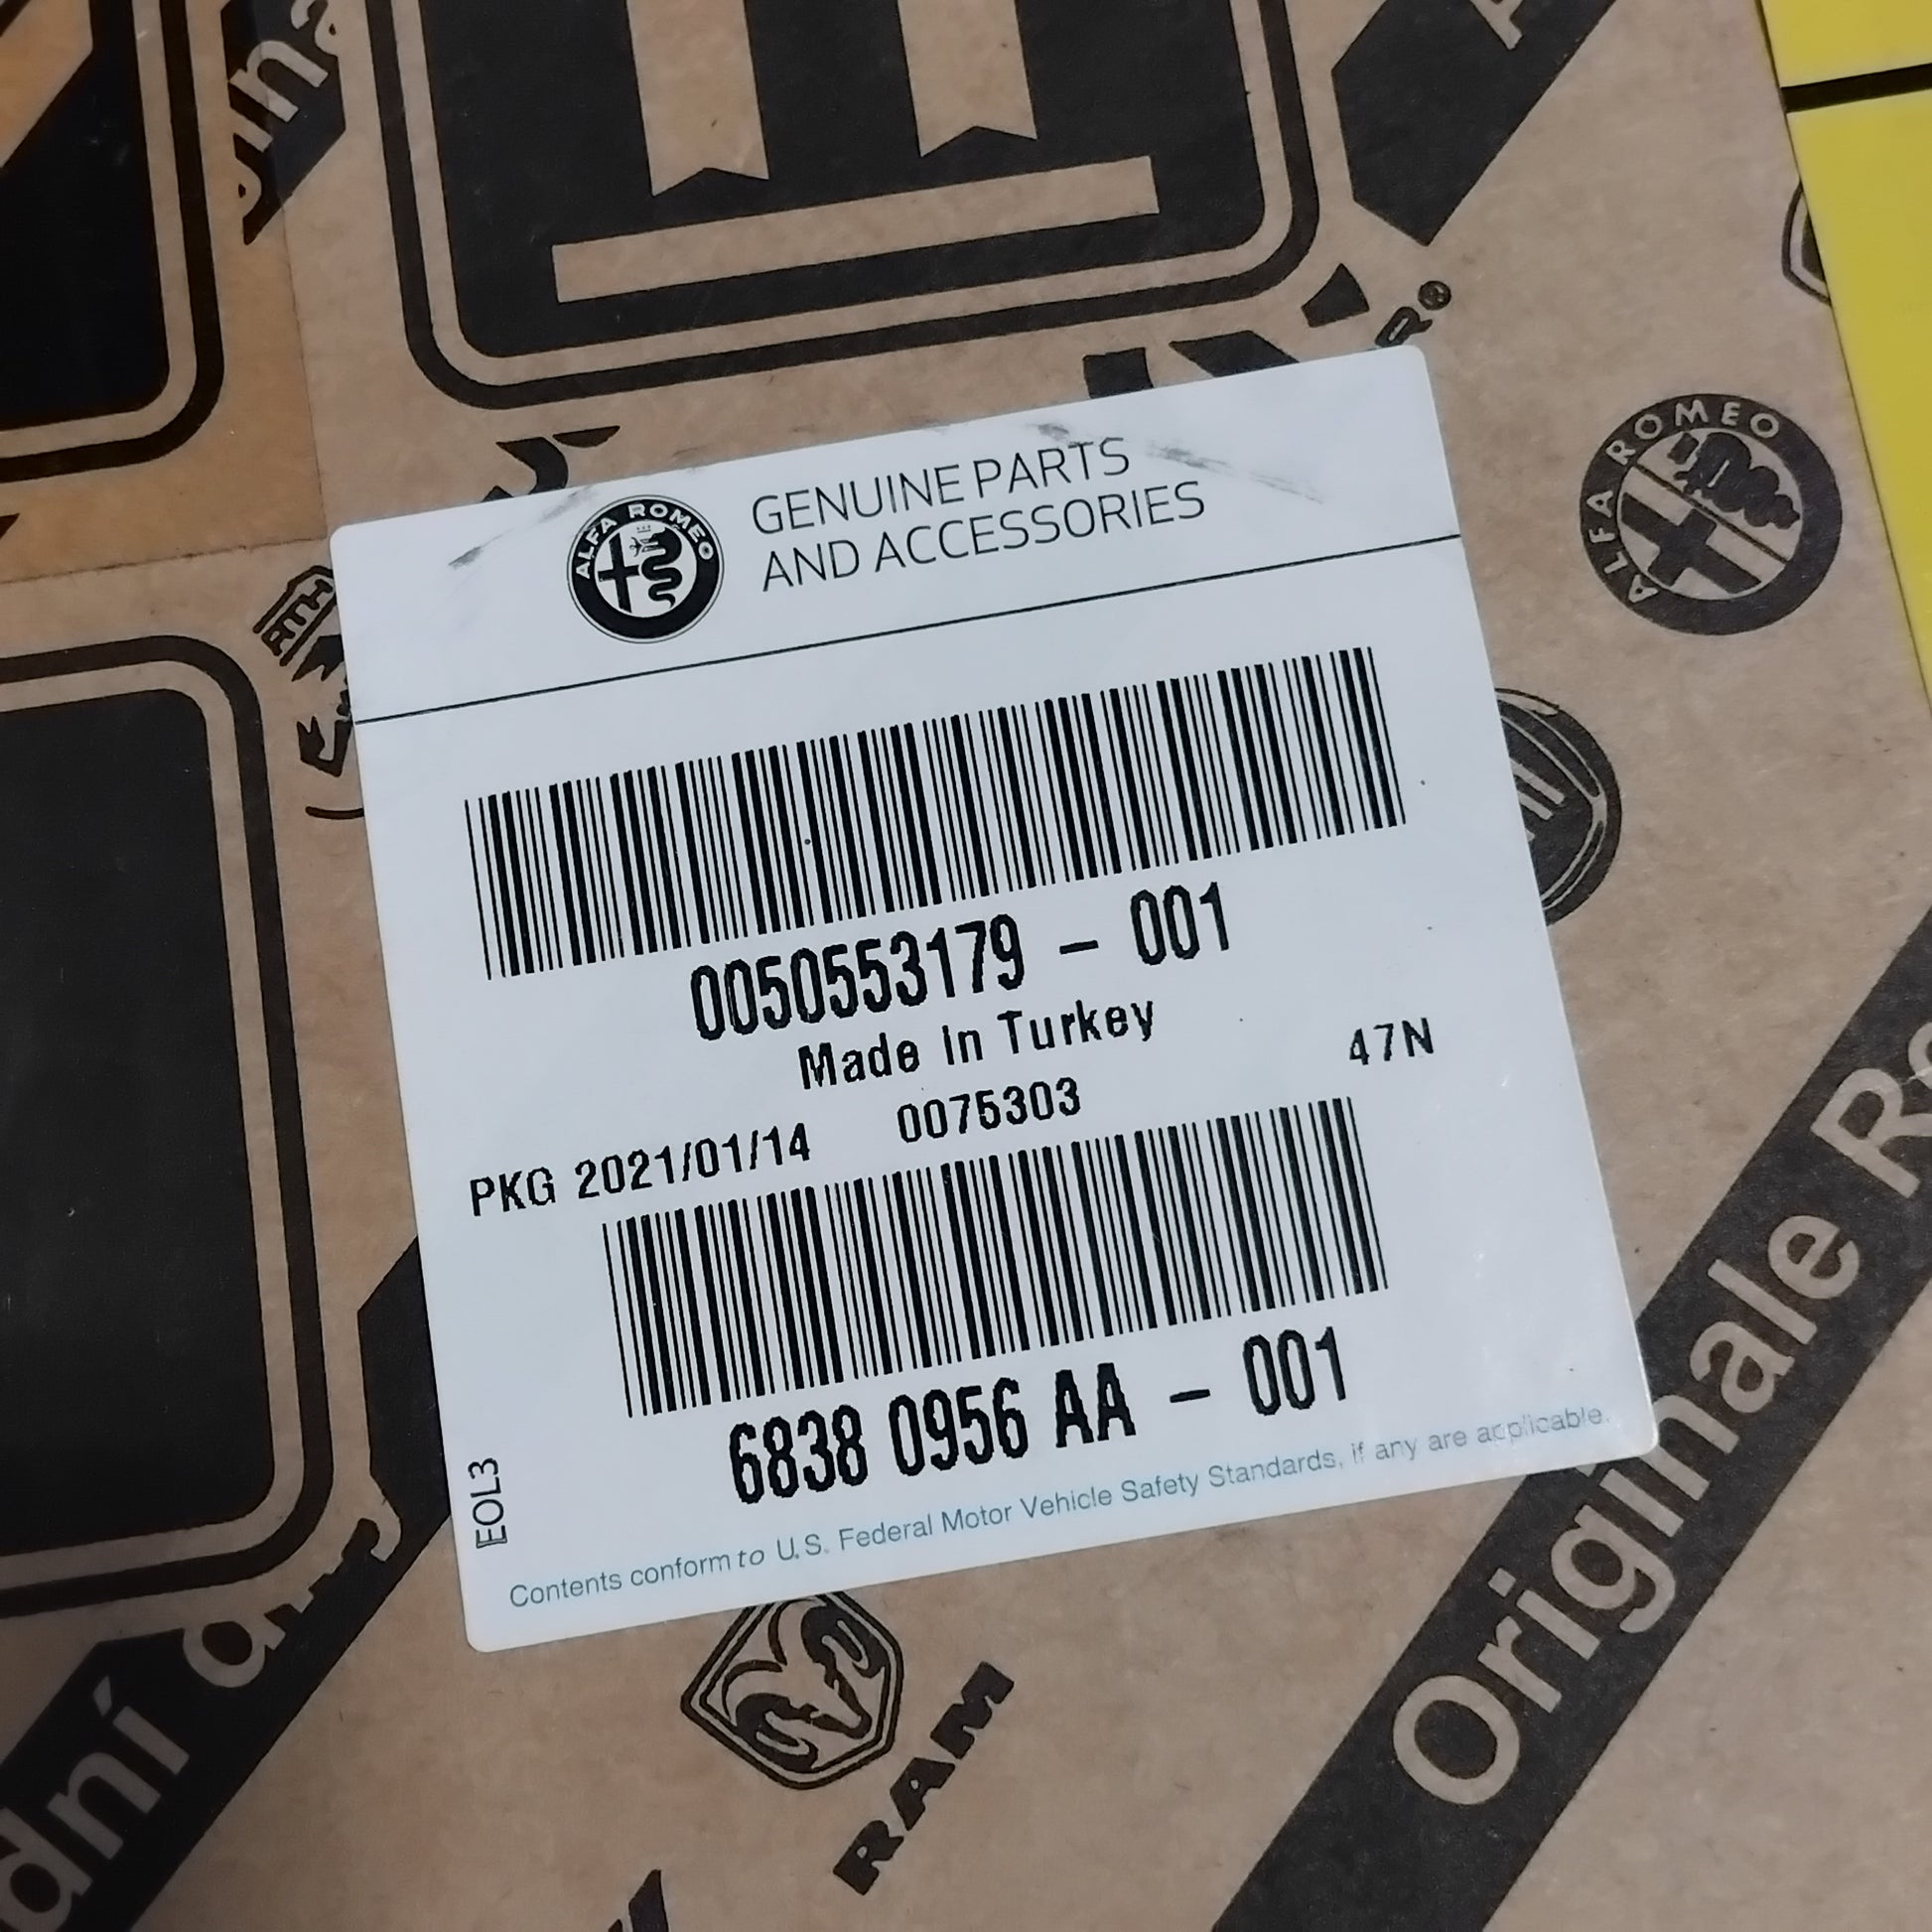 R®
ALFA ROMEO
ALFA ROMEO
GENUINE PARTS
AND ACCESSORIES
0050553179 - 001
Made In Turkey
47N
PKG 2021/01/14 0075303
6838 0956 AA - 001
EOL3
Contents conform to U.S. Federal Motor Vehicle Safety Standards, if any are applicable.
Originale
RAM